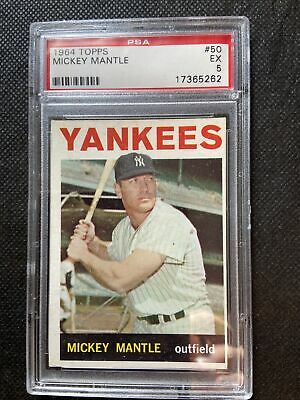 PSA
1964 TOPPS #50
MICKEY MANTLE EX
5
17365262
YANKEES
MICKEY MANTLE outfield